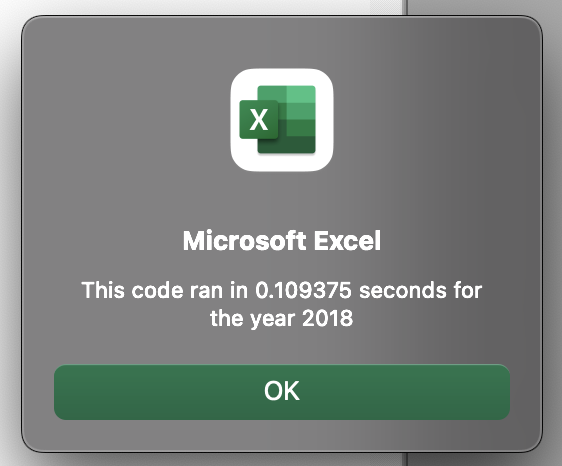 X
Microsoft Excel
This code ran in 0.109375 seconds for
the year 2018
OK